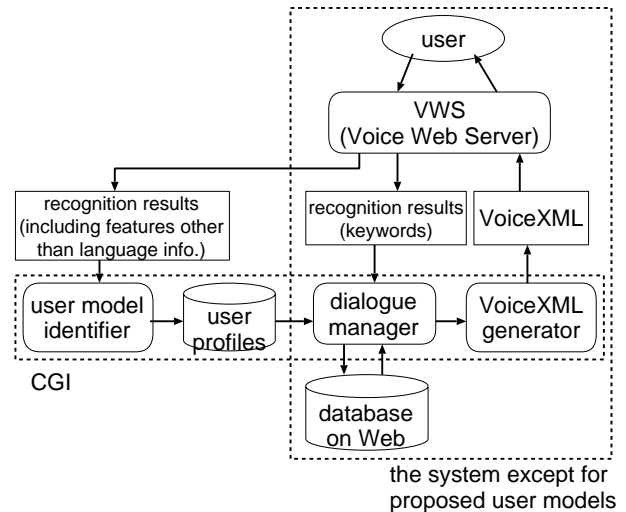 user
VWS
(Voice Web Server)
recognition results
(including features other
than language info.)
recognition results
(keywords)
VoiceXML
user model
identifier
user
profiles
dialogue
manager
VoiceXML
generator
CGI
database
on Web
the system except for
proposed user models